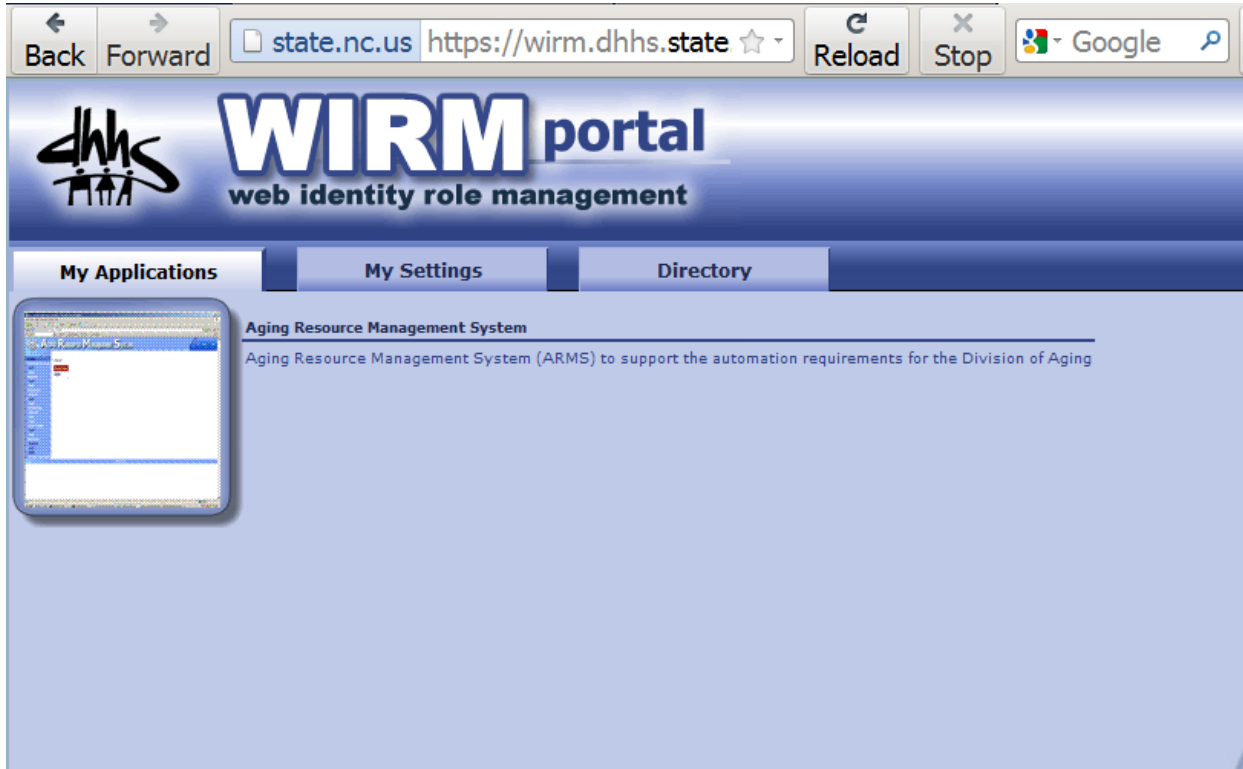 Back Forward state.nc.us https://wirm.dhhs.state Reload Stop Google
dhhs WIRM portal
web identity role management
My Applications My Settings Directory
Aging Resource Management System
Aging Resource Management System (ARMS) to support the automation requirements for the Division of Aging